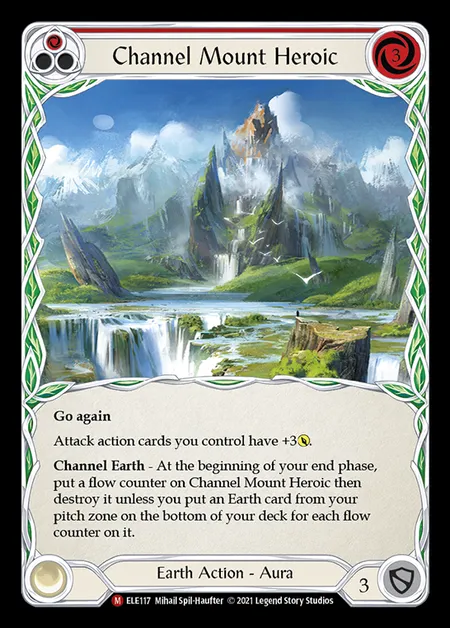 Channel Mount Heroic
3
Go again
Attack action cards you control have +3.
Channel Earth - At the beginning of your end phase,
put a flow counter on Channel Mount Heroic then
destroy it unless you put an Earth card from your
pitch zone on the bottom of your deck for each flow
counter on it.
Earth Action - Aura
3
M ELE117 Mihail Spil-Haufter © 2021 Legend Story Studios